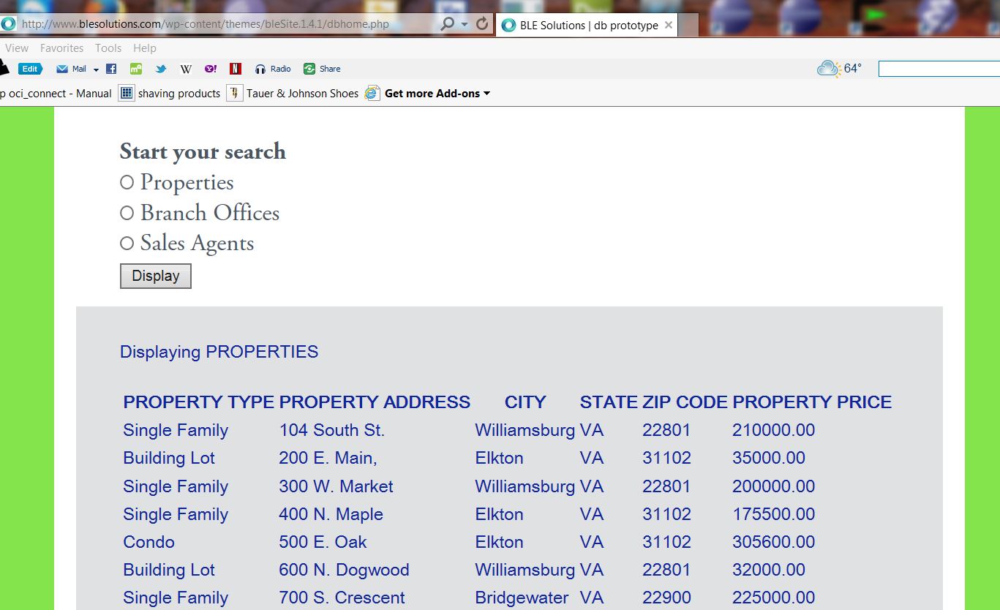 http://www.blesolutions.com/wp-content/themes/bleSite.1.4.1/dbhome.php
BLE Solutions | db prototype
View Favorites Tools Help
Edit Mail W Y! N Radio Share 64°
p oci_connect - Manual shaving products Tauer & Johnson Shoes Get more Add-ons
Start your search
Properties
Branch Offices
Sales Agents
Display
Displaying PROPERTIES
PROPERTY TYPE PROPERTY ADDRESS CITY STATE ZIP CODE PROPERTY PRICE
Single Family 104 South St. Williamsburg VA 22801 210000.00
Building Lot 200 E. Main, Elkton VA 31102 35000.00
Single Family 300 W. Market Williamsburg VA 22801 200000.00
Single Family 400 N. Maple Elkton VA 31102 175500.00
Condo 500 E. Oak Elkton VA 31102 305600.00
Building Lot 600 N. Dogwood Williamsburg VA 22801 32000.00
Single Family 700 S. Crescent Bridgewater VA 22900 225000.00